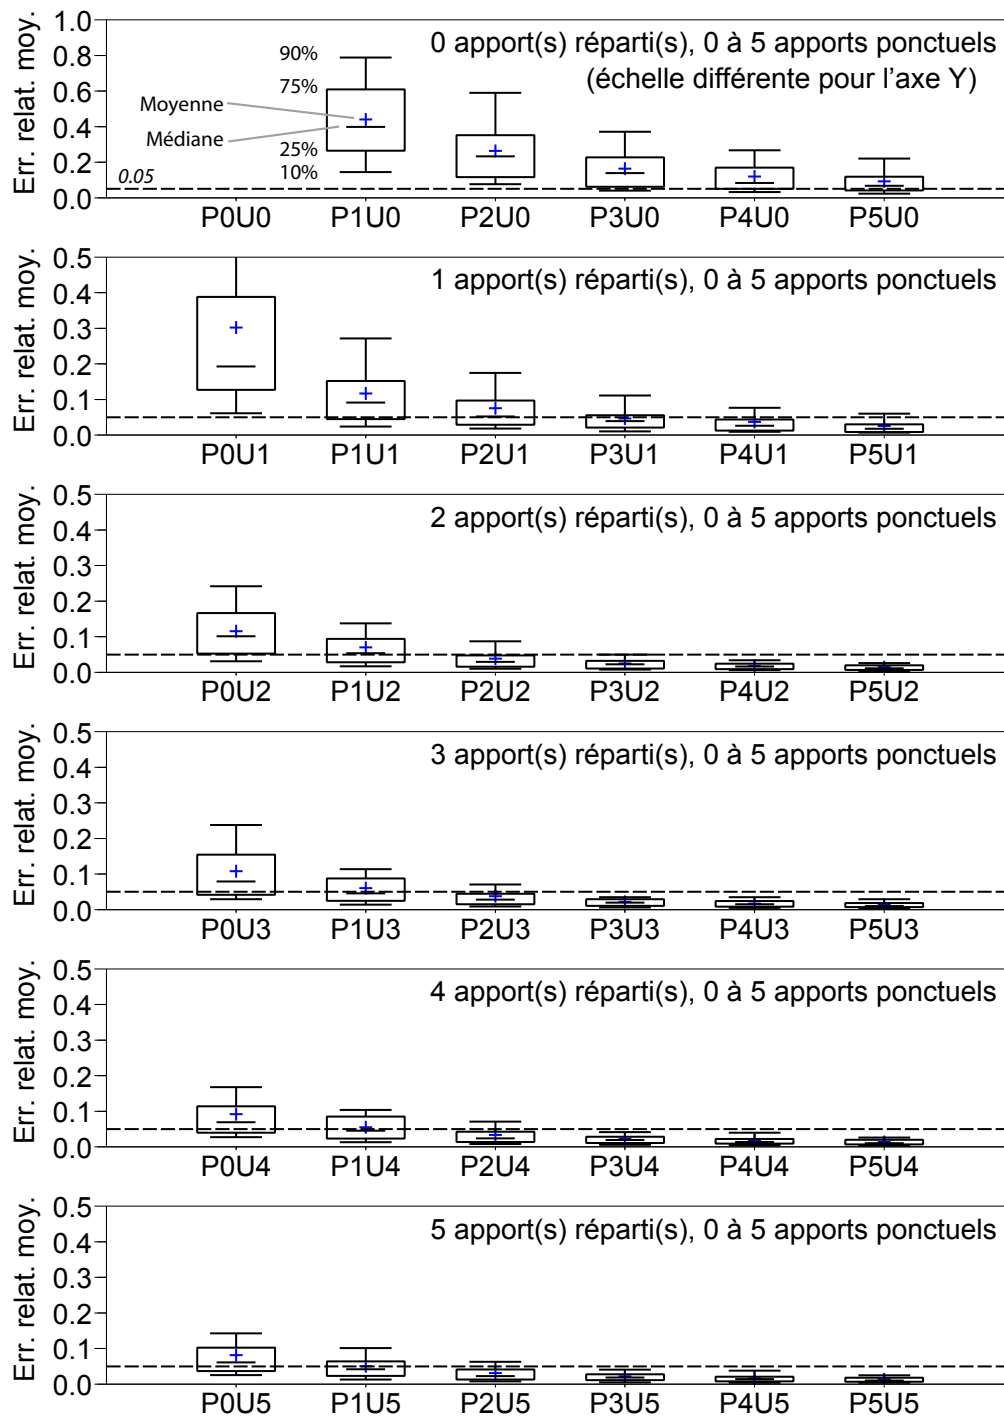 0 apport(s) réparti(s), 0 à 5 apports ponctuels
(échelle différente pour l'axe Y)
Err. relat. moy.
1.0
0.8
0.6
0.4
0.2
0.0
90%
75%
Moyenne
Médiane
25%
10%
0.05
P0U0 P1U0 P2U0 P3U0 P4U0 P5U0
1 apport(s) réparti(s), 0 à 5 apports ponctuels
Err. relat. moy.
0.5
0.4
0.3
0.2
0.1
0.0
P0U1 P1U1 P2U1 P3U1 P4U1 P5U1
2 apport(s) réparti(s), 0 à 5 apports ponctuels
Err. relat. moy.
0.5
0.4
0.3
0.2
0.1
0.0
P0U2 P1U2 P2U2 P3U2 P4U2 P5U2
3 apport(s) réparti(s), 0 à 5 apports ponctuels
Err. relat. moy.
0.5
0.4
0.3
0.2
0.1
0.0
P0U3 P1U3 P2U3 P3U3 P4U3 P5U3
4 apport(s) réparti(s), 0 à 5 apports ponctuels
Err. relat. moy.
0.5
0.4
0.3
0.2
0.1
0.0
P0U4 P1U4 P2U4 P3U4 P4U4 P5U4
5 apport(s) réparti(s), 0 à 5 apports ponctuels
Err. relat. moy.
0.5
0.4
0.3
0.2
0.1
0.0
P0U5 P1U5 P2U5 P3U5 P4U5 P5U5